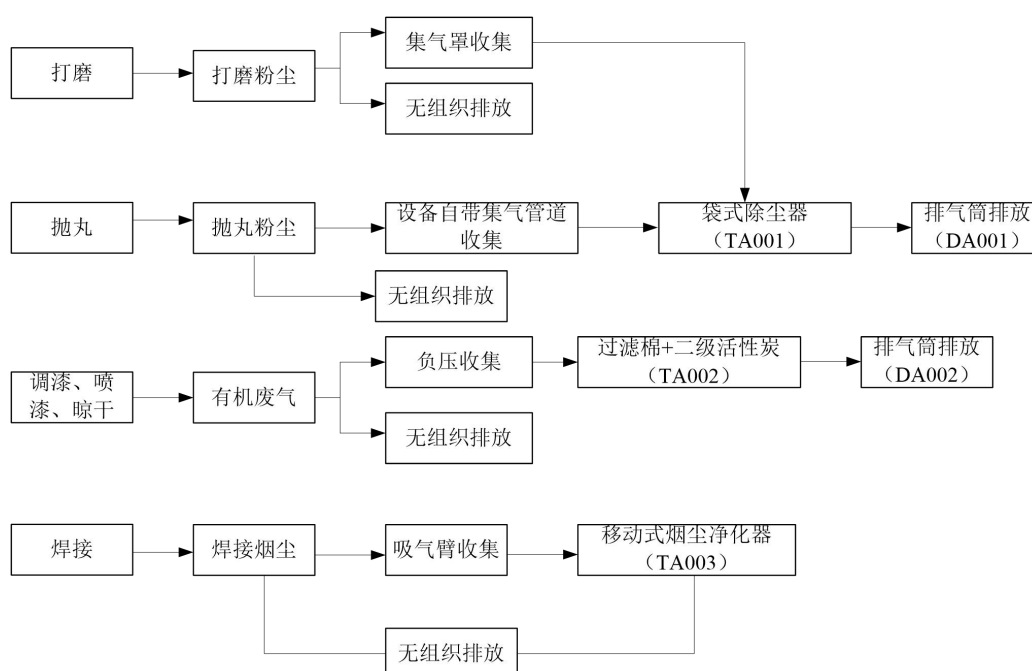 打磨
打磨粉尘
集气罩收集
无组织排放
抛丸
抛丸粉尘
设备自带集气管道
收集
袋式除尘器
（TA001）
排气筒排放
（DA001）
无组织排放
调漆、喷
漆、晾干
有机废气
负压收集
过滤棉+二级活性炭
（TA002）
排气筒排放
（DA002）
无组织排放
焊接
焊接烟尘
吸气臂收集
移动式烟尘净化器
（TA003）
无组织排放